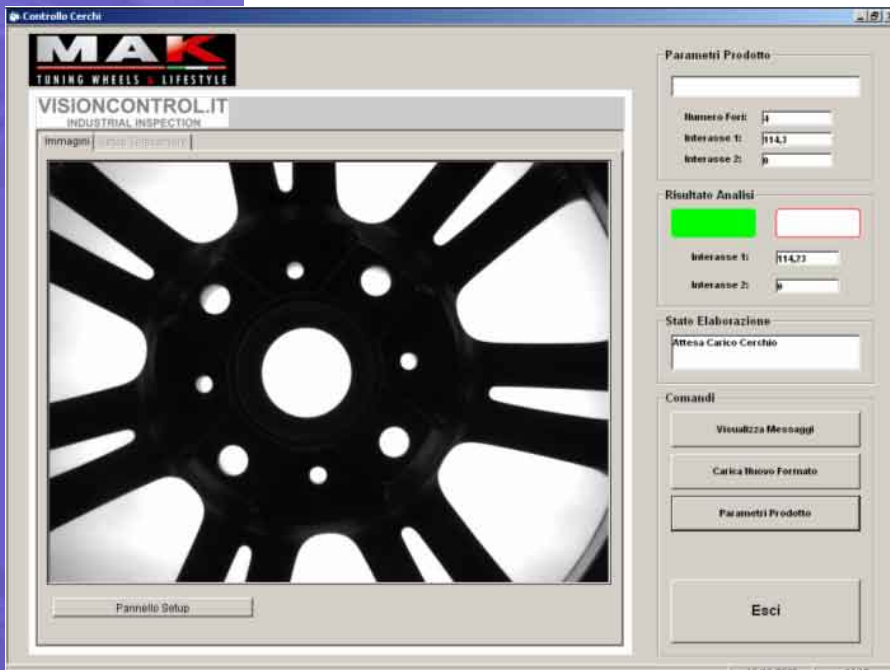 Controllo Cerchi
MAK
TUNING WHEELS & LIFESTYLE
VISIONCONTROL.IT
INDUSTRIAL INSPECTION
Immagini
Pannello Setup
Parametri Prodotto
Numero Fori: 4
Interasse 1: 114,3
Interasse 2: 0
Risultato Analisi
Interasse 1: 114,23
Interasse 2: 0
Stato Elaborazione
Attesa Carico Cerchio
Comandi
Visualizza Messaggi
Carica Nuovo Formato
Parametri Prodotto
Esci